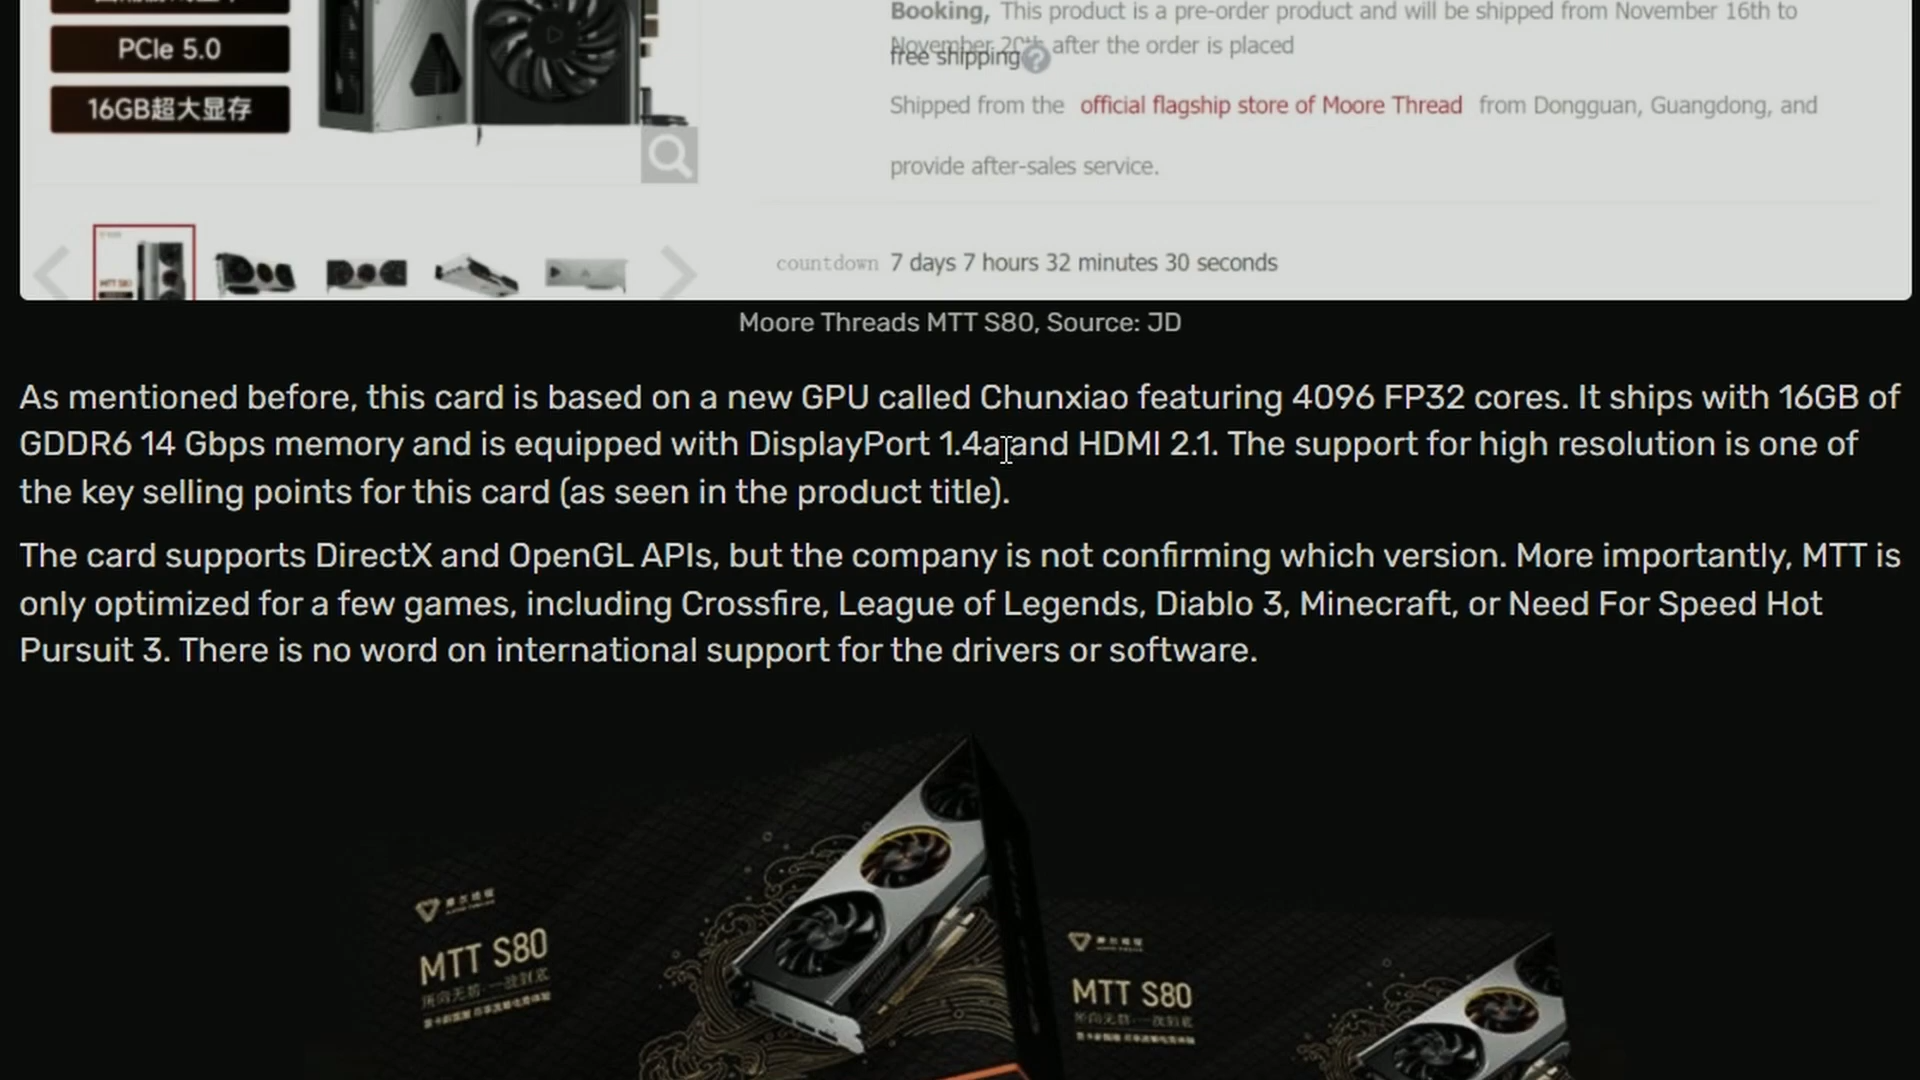 Booking, This product is a pre-order product and will be shipped from November 16th to
November 20th after the order is placed
free shipping
PCIe 5.0
16GB超大显存
Shipped from the official flagship store of Moore Thread from Dongguan, Guangdong, and
provide after-sales service.
countdown 7 days 7 hours 32 minutes 30 seconds
Moore Threads MTT S80, Source: JD
As mentioned before, this card is based on a new GPU called Chunxiao featuring 4096 FP32 cores. It ships with 16GB of
GDDR6 14 Gbps memory and is equipped with DisplayPort 1.4a and HDMI 2.1. The support for high resolution is one of
the key selling points for this card (as seen in the product title).
The card supports DirectX and OpenGL APIs, but the company is not confirming which version. More importantly, MTT is
only optimized for a few games, including Crossfire, League of Legends, Diablo 3, Minecraft, or Need For Speed Hot
Pursuit 3. There is no word on international support for the drivers or software.
MTT S80
MTT S80